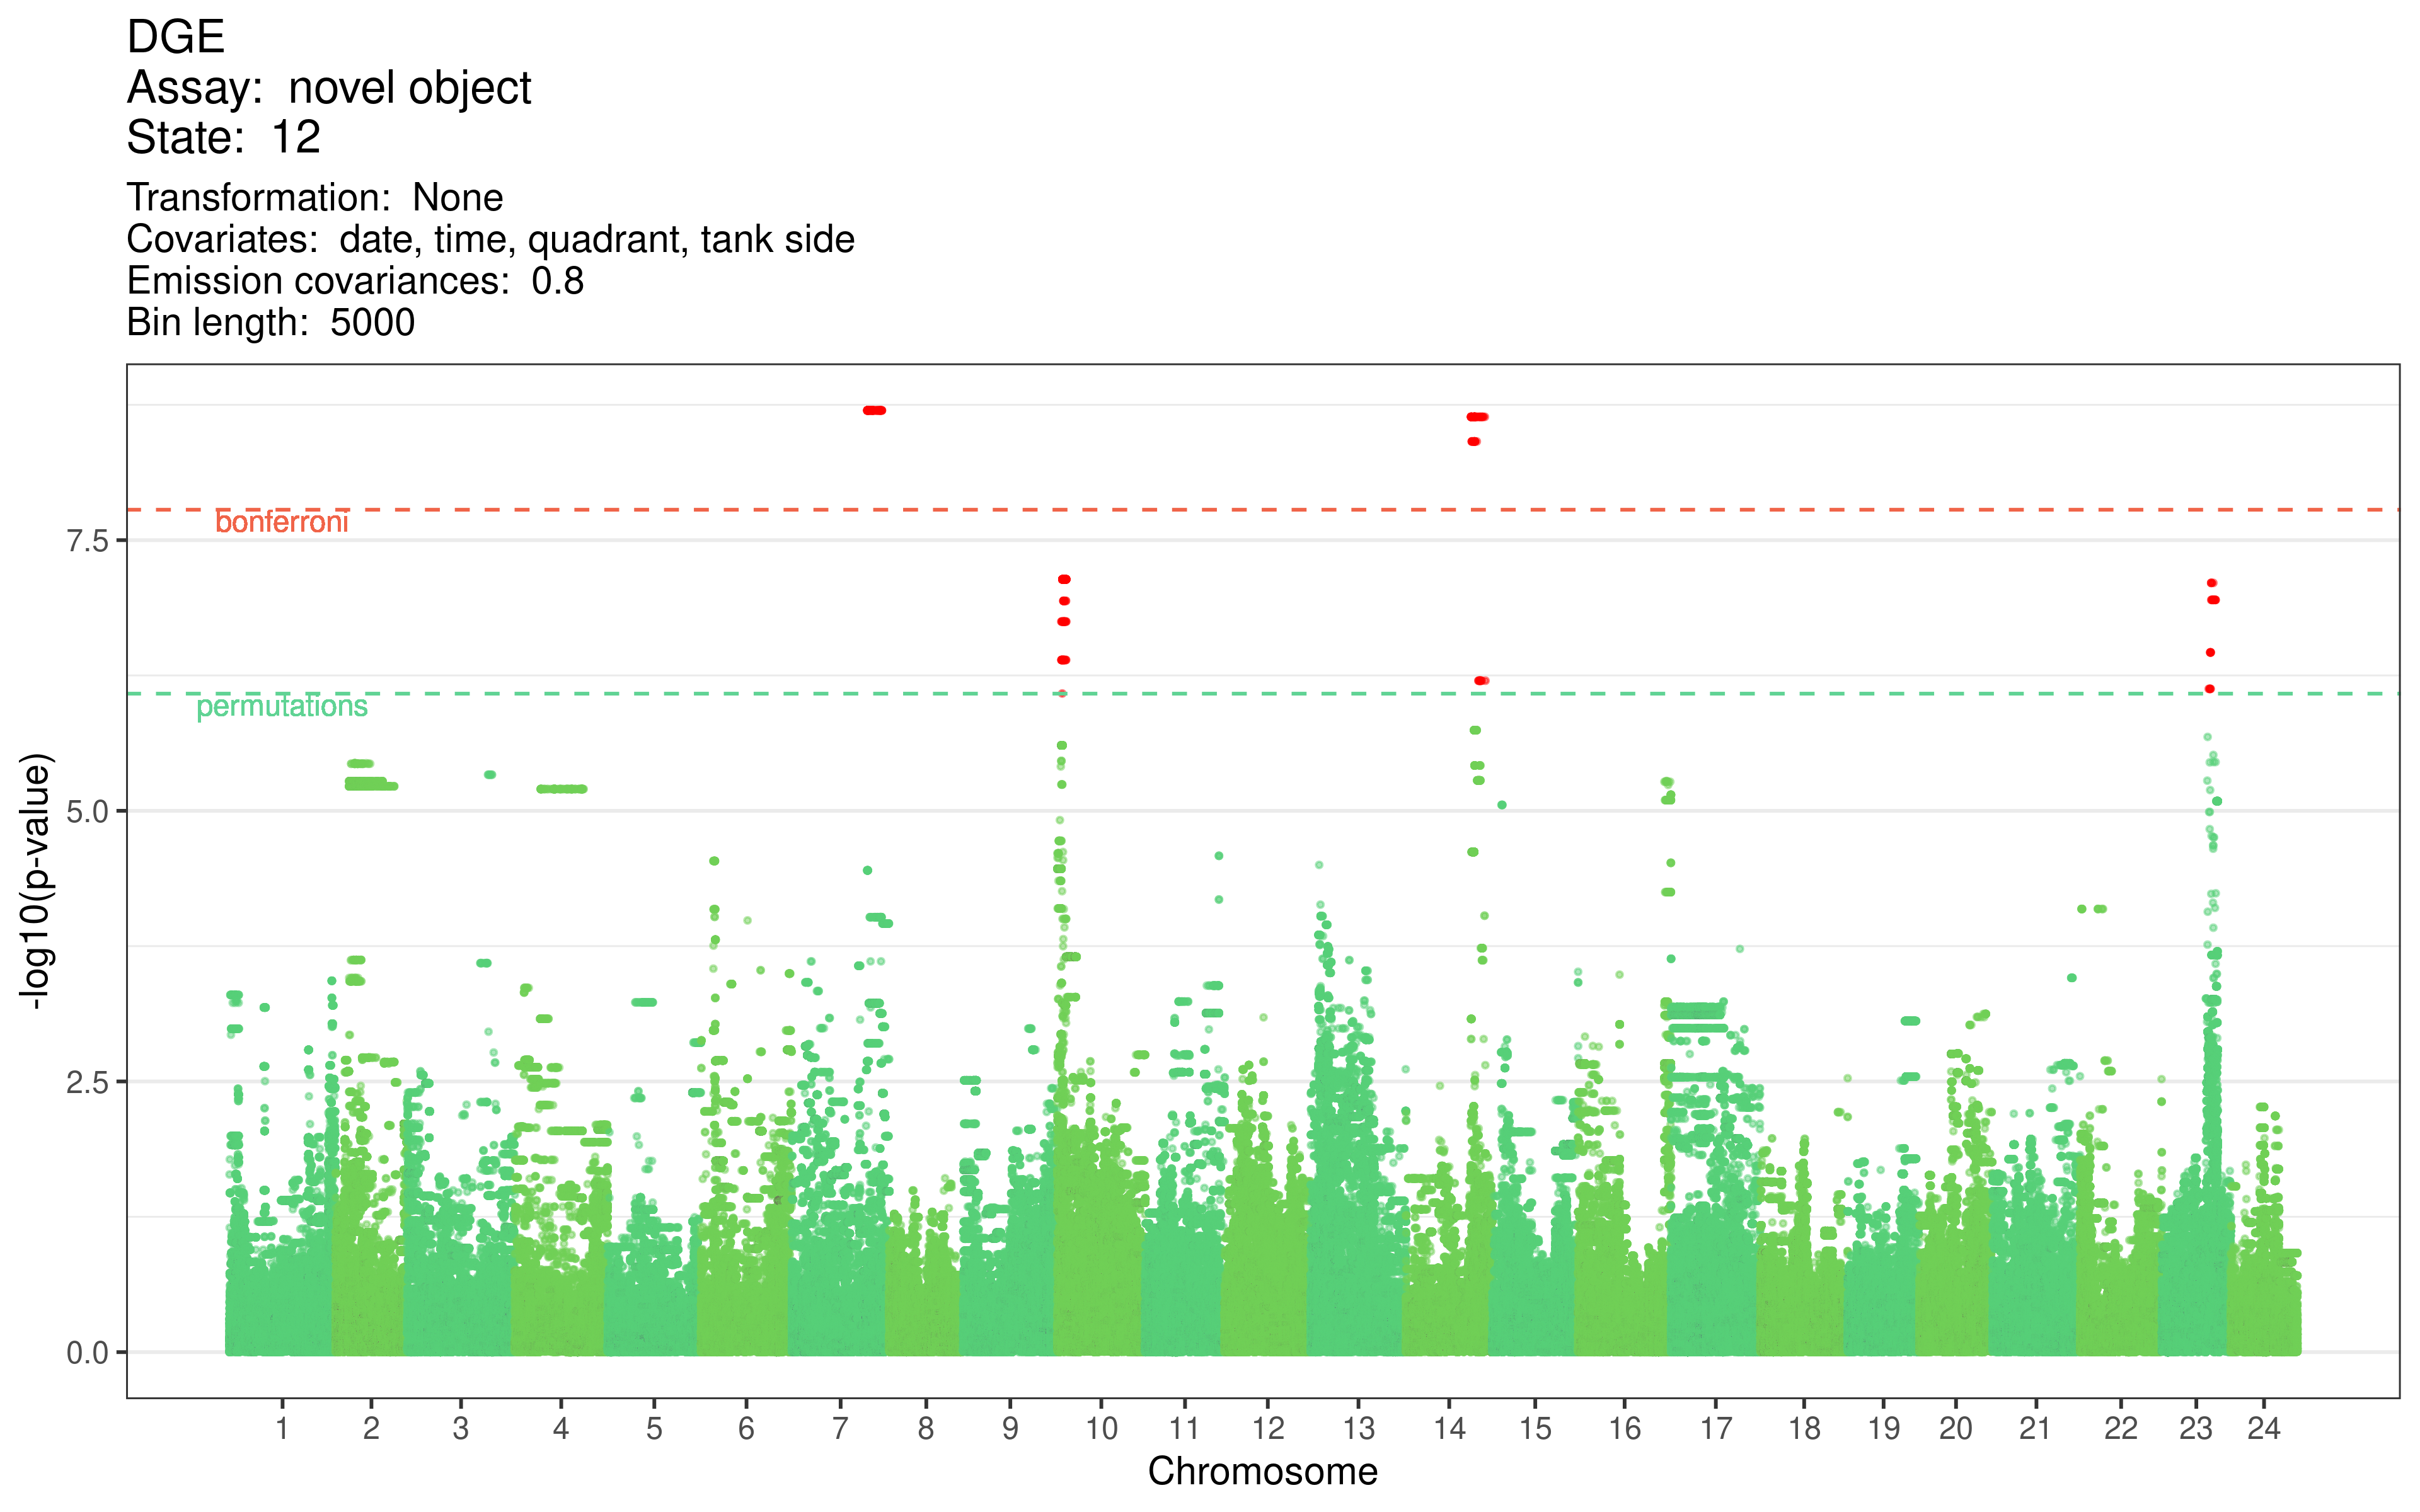 DGE
Assay:  novel object
State:  12
Transformation:  None
Covariates:  date, time, quadrant, tank side
Emission covariances:  0.8
Bin length:  5000
bonferroni
7.5
permutations
5.0
-log10(p-value)
2.5
0.0
1 2 3 4 5 6 7 8 9 10 11 12 13 14 15 16 17 18 19 20 21 22 23 24
Chromosome